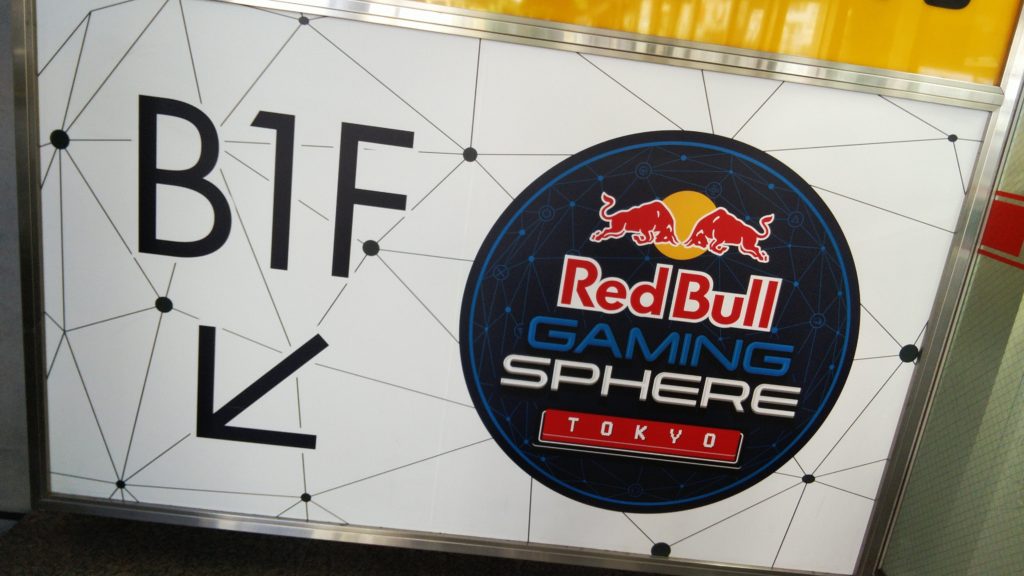 B1F
Red Bull
GAMING
SPHERE
TOKYO